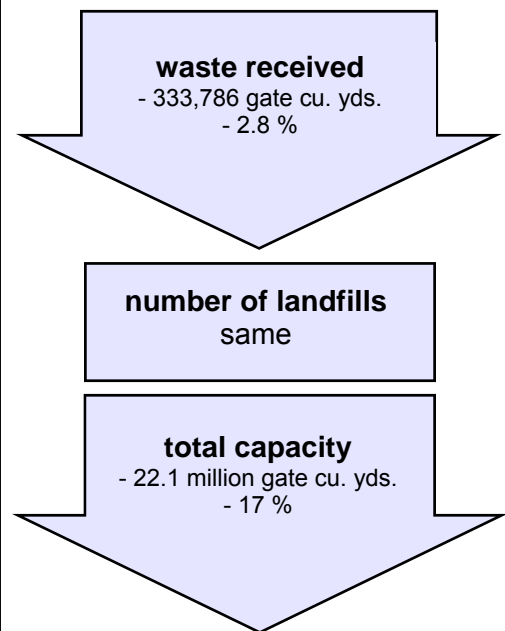 waste received
- 333,786 gate cu. yds.
- 2.8 %
number of landfills
same
total capacity
- 22.1 million gate cu. yds.
- 17 %